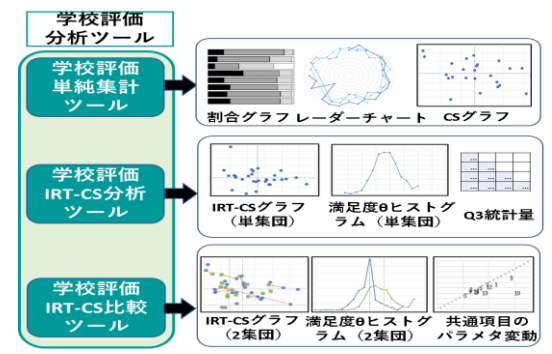 学校評価
分析ツール
学校評価
単純集計
ツール
割合グラフ
レーダーチャート
CSグラフ
学校評価
IRT-CS分析
ツール
IRT-CSグラフ
（単集団）
満足度θヒストグ
ラム（単集団）
Q3統計量
学校評価
IRT-CS比較
ツール
IRT-CSグラフ
(2集団)
満足度θヒストグ
ラム（2集団）
共通項目の
パラメタ変動